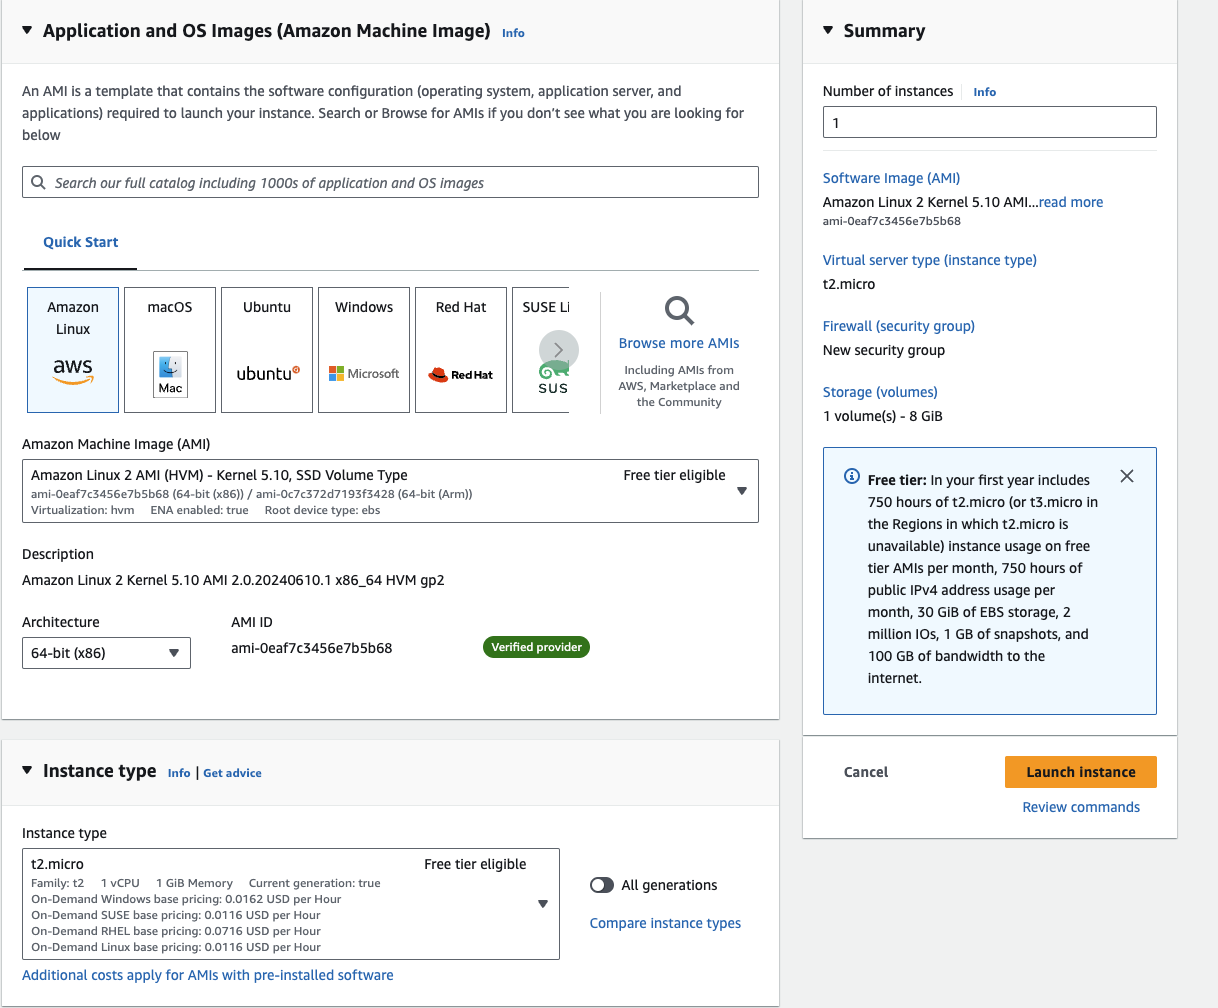 Application and OS Images (Amazon Machine Image) Info
An AMI is a template that contains the software configuration (operating system, application server, and
applications) required to launch your instance. Search or Browse for AMIs if you don't see what you are looking for
below
Search our full catalog including 1000s of application and OS images
Quick Start
Amazon
Linux
aws
macOS
Mac
Ubuntu
ubuntu
Windows
Microsoft
Red Hat
Red Hat
SUSE Li
SUS
Browse more AMIs
Including AMIs from
AWS, Marketplace and
the Community
Amazon Machine Image (AMI)
Amazon Linux 2 AMI (HVM) - Kernel 5.10, SSD Volume Type Free tier eligible
ami-0eaf7c3456e7b5b68 (64-bit (x86)) / ami-0c7c372d7193f3428 (64-bit (Arm))
Virtualization: hvm ENA enabled: true Root device type: ebs
Description
Amazon Linux 2 Kernel 5.10 AMI 2.0.20240610.1 x86_64 HVM gp2
Architecture
64-bit (x86)
AMI ID
ami-0eaf7c3456e7b5b68
Verified provider
Instance type Info | Get advice
Instance type
t2.micro Free tier eligible
Family: t2 1 vCPU 1 GiB Memory Current generation: true
On-Demand Windows base pricing: 0.0162 USD per Hour
On-Demand SUSE base pricing: 0.0116 USD per Hour
On-Demand RHEL base pricing: 0.0716 USD per Hour
On-Demand Linux base pricing: 0.0116 USD per Hour
All generations
Compare instance types
Additional costs apply for AMIs with pre-installed software
Summary
Number of instances Info
1
Software Image (AMI)
Amazon Linux 2 Kernel 5.10 AMI...read more
ami-0eaf7c3456e7b5b68
Virtual server type (instance type)
t2.micro
Firewall (security group)
New security group
Storage (volumes)
1 volume(s) - 8 GiB
Free tier: In your first year includes
750 hours of t2.micro (or t3.micro in
the Regions in which t2.micro is
unavailable) instance usage on free
tier AMIs per month, 750 hours of
public IPv4 address usage per
month, 30 GiB of EBS storage, 2
million IOs, 1 GB of snapshots, and
100 GB of bandwidth to the
internet.
Cancel
Launch instance
Review commands